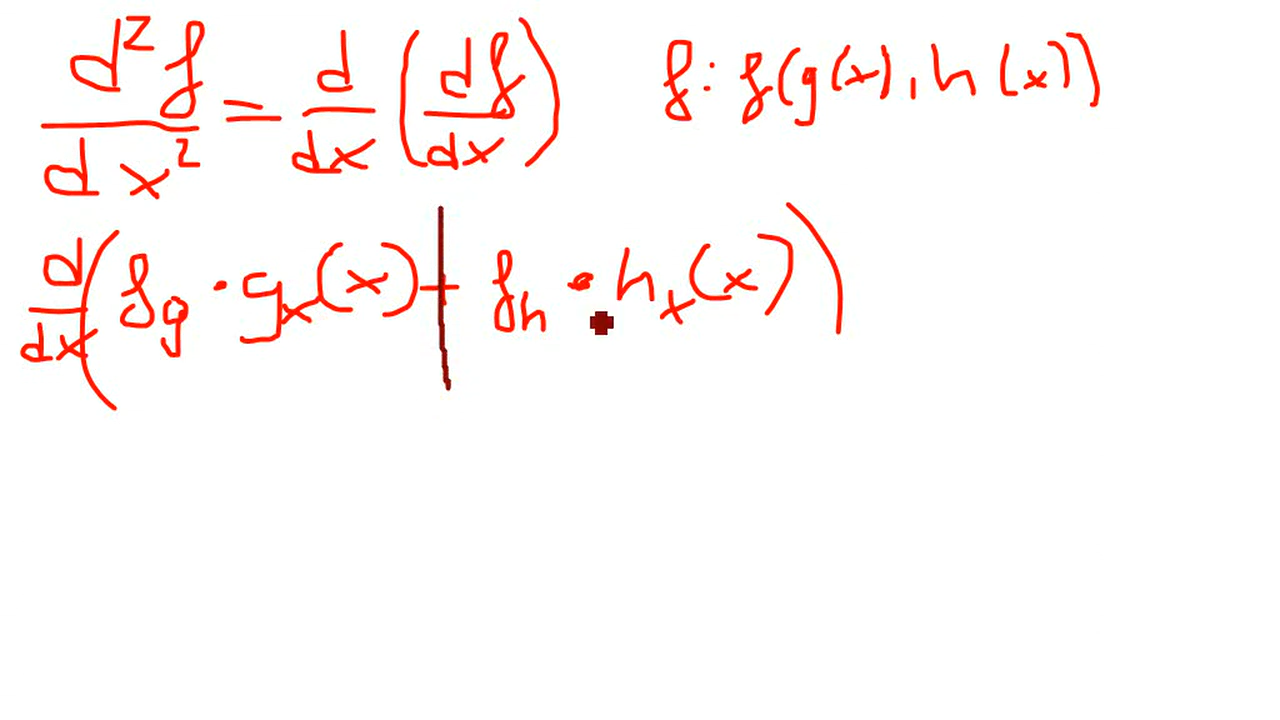 d²f/dx² = d/dx (df/dx) f: f(g(x), h(x))
d/dx (f_g · g_x(x) + f_h · h_x(x))